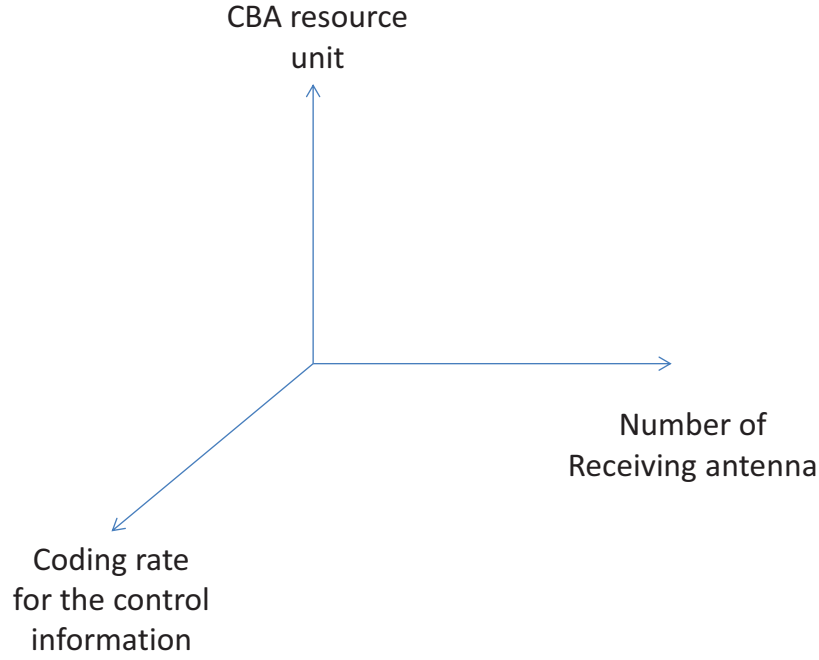 CBA resource
unit
Number of
Receiving antenna
Coding rate
for the control
information